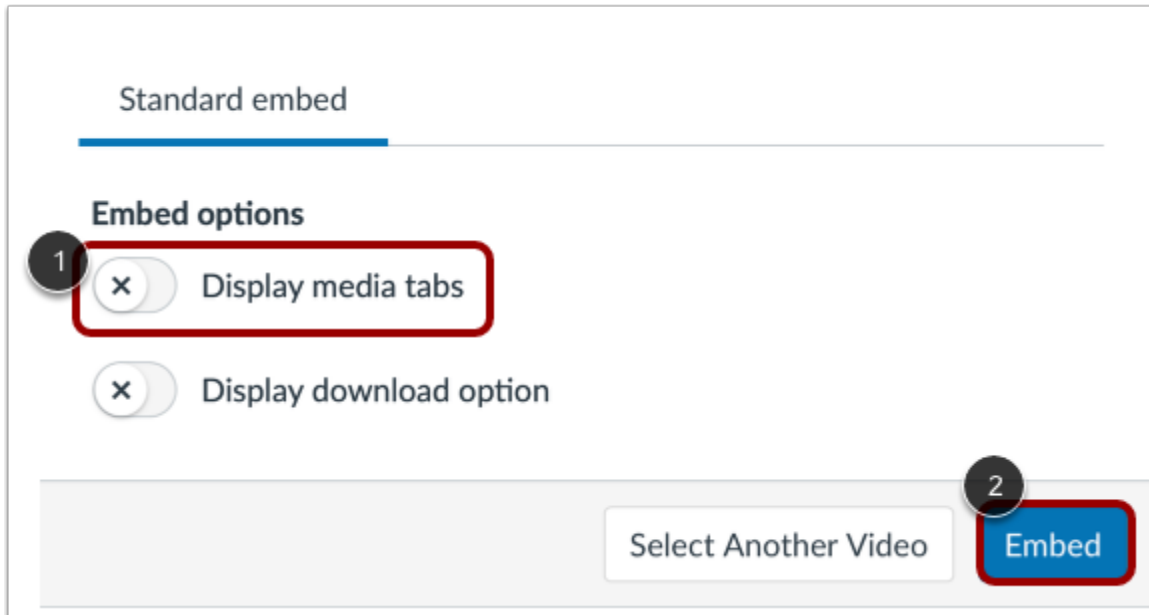 Standard embed
Embed options
1
Display media tabs
Display download option
2
Select Another Video
Embed